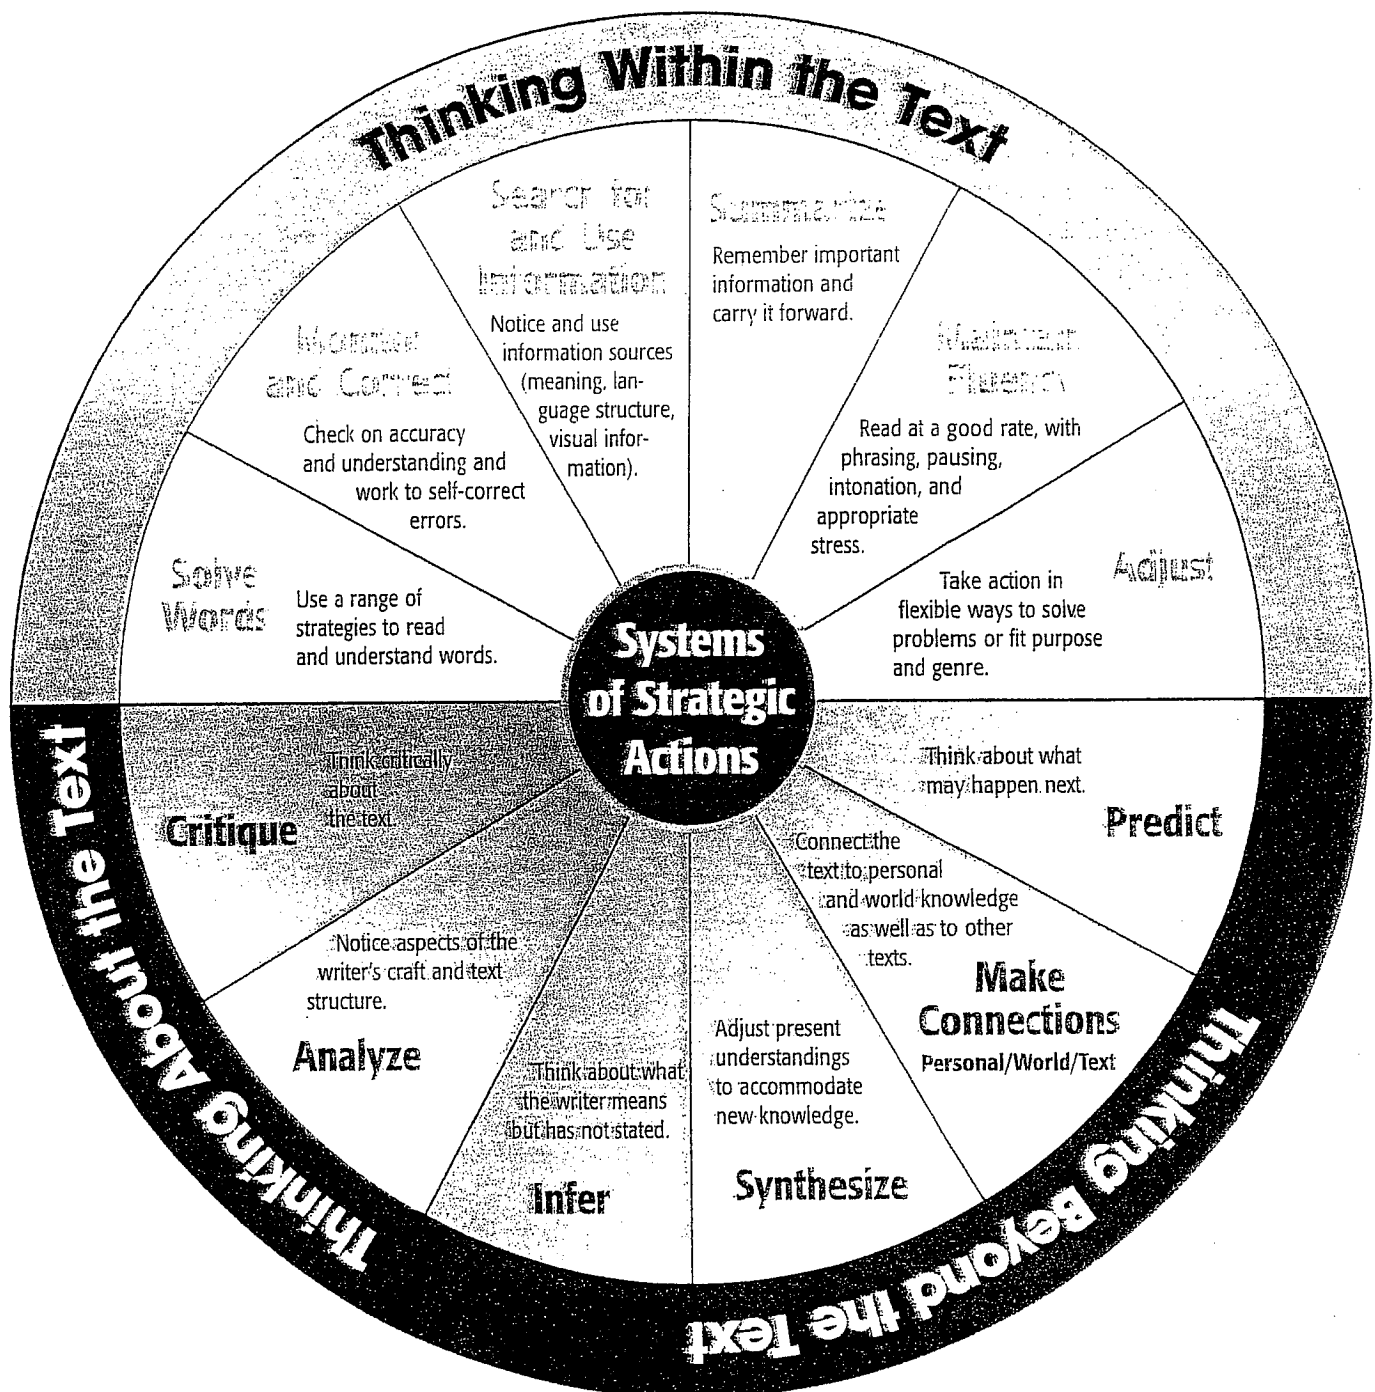 Thinking Within the Text
Solve
Words
Use a range of
strategies to read
and understand words.
Monitor
and Correct
Check on accuracy
and understanding and
work to self-correct
errors.
Search for
and Use
Information
Notice and use
information sources
(meaning, lan-
guage structure,
visual infor-
mation).
Summarize
Remember important
information and
carry it forward.
Maintain
Fluency
Read at a good rate, with
phrasing, pausing,
intonation, and
appropriate
stress.
Adjust
Take action in
flexible ways to solve
problems or fit purpose
and genre.
Systems
of Strategic
Actions
Thinking Beyond the Text
Think about what
may happen next.
Predict
Connect the
text to personal
and world knowledge
as well as to other
texts.
Make
Connections
Personal/World/Text
Adjust present
understandings
to accommodate
new knowledge.
Synthesize
Think about what
the writer means
but has not stated.
Infer
Thinking About the Text
Notice aspects of the
writer's craft and text
structure.
Analyze
Think critically
about
the text.
Critique